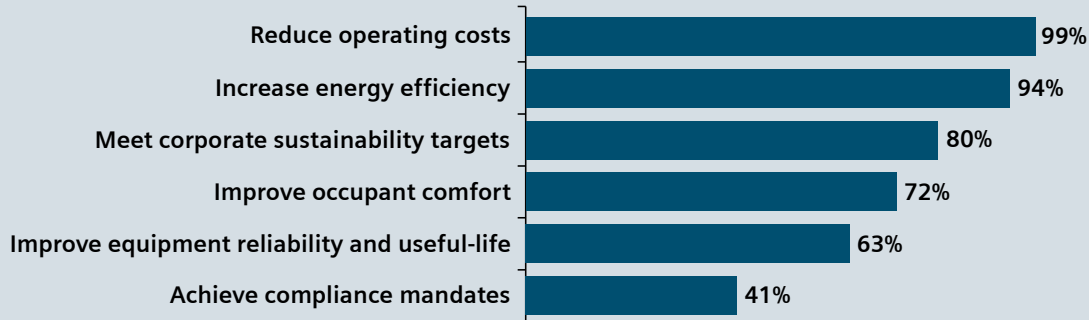 Reduce operating costs 99%
Increase energy efficiency 94%
Meet corporate sustainability targets 80%
Improve occupant comfort 72%
Improve equipment reliability and useful-life 63%
Achieve compliance mandates 41%